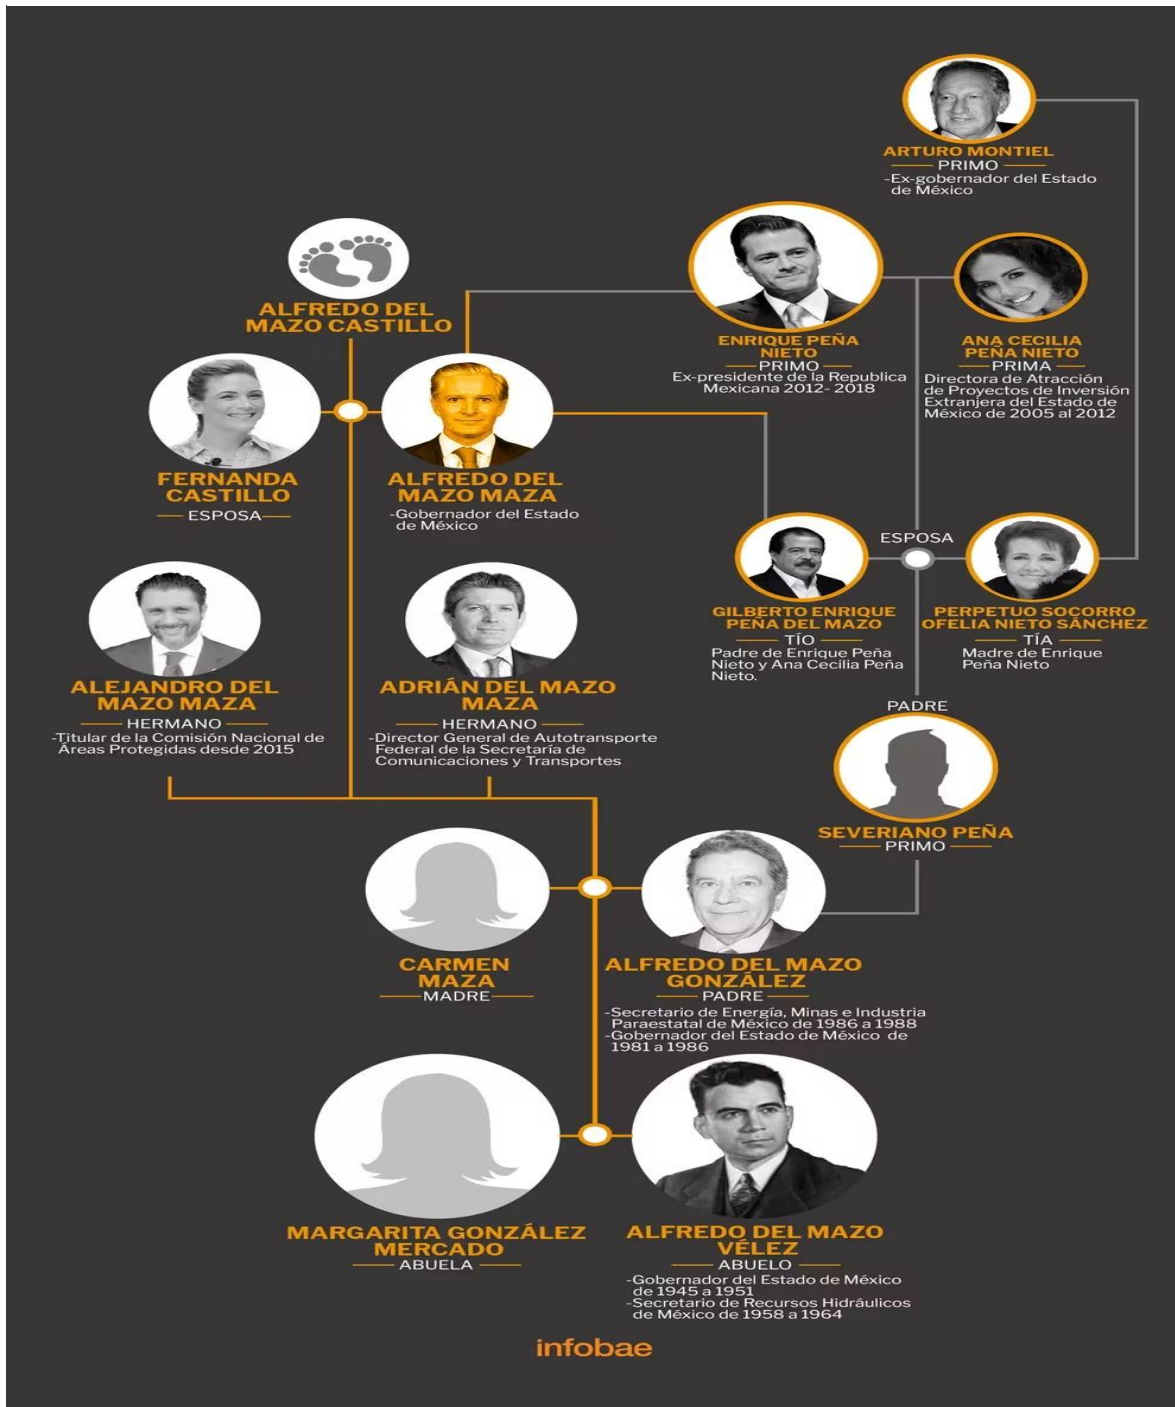 ARTURO MONTIEL
PRIMO
-Ex-gobernador del Estado
de México
ALFREDO DEL
MAZO CASTILLO
ENRIQUE PEÑA
NIETO
PRIMO
Ex-presidente de la Republica
Mexicana 2012- 2018
ANA CECILIA
PEÑA NIETO
PRIMA
Directora de Atracción
de Proyectos de Inversión
Extranjera del Estado de
México de 2005 al 2012
FERNANDA
CASTILLO
ESPOSA
ALFREDO DEL
MAZO MAZA
-Gobernador del Estado
de México
ESPOSA
GILBERTO ENRIQUE
PEÑA DEL MAZO
TÍO
Padre de Enrique Peña
Nieto y Ana Cecilia Peña
Nieto.
PERPETUO SOCORRO
OFELIA NIETO SÁNCHEZ
TÍA
Madre de Enrique
Peña Nieto
ALEJANDRO DEL
MAZO MAZA
HERMANO
-Titular de la Comisión Nacional de
Áreas Protegidas desde 2015
ADRIÁN DEL MAZO
MAZA
HERMANO
-Director General de Autotransporte
Federal de la Secretaría de
Comunicaciones y Transportes
PADRE
SEVERIANO PEÑA
PRIMO
CARMEN
MAZA
MADRE
ALFREDO DEL MAZO
GONZÁLEZ
PADRE
-Secretario de Energía, Minas e Industria
Paraestatal de México de 1986 a 1988
-Gobernador del Estado de México de
1981 a 1986
MARGARITA GONZÁLEZ
MERCADO
ABUELA
ALFREDO DEL MAZO
VÉLEZ
ABUELO
-Gobernador del Estado de México
de 1945 a 1951
-Secretario de Recursos Hidráulicos
de México de 1958 a 1964
infobae